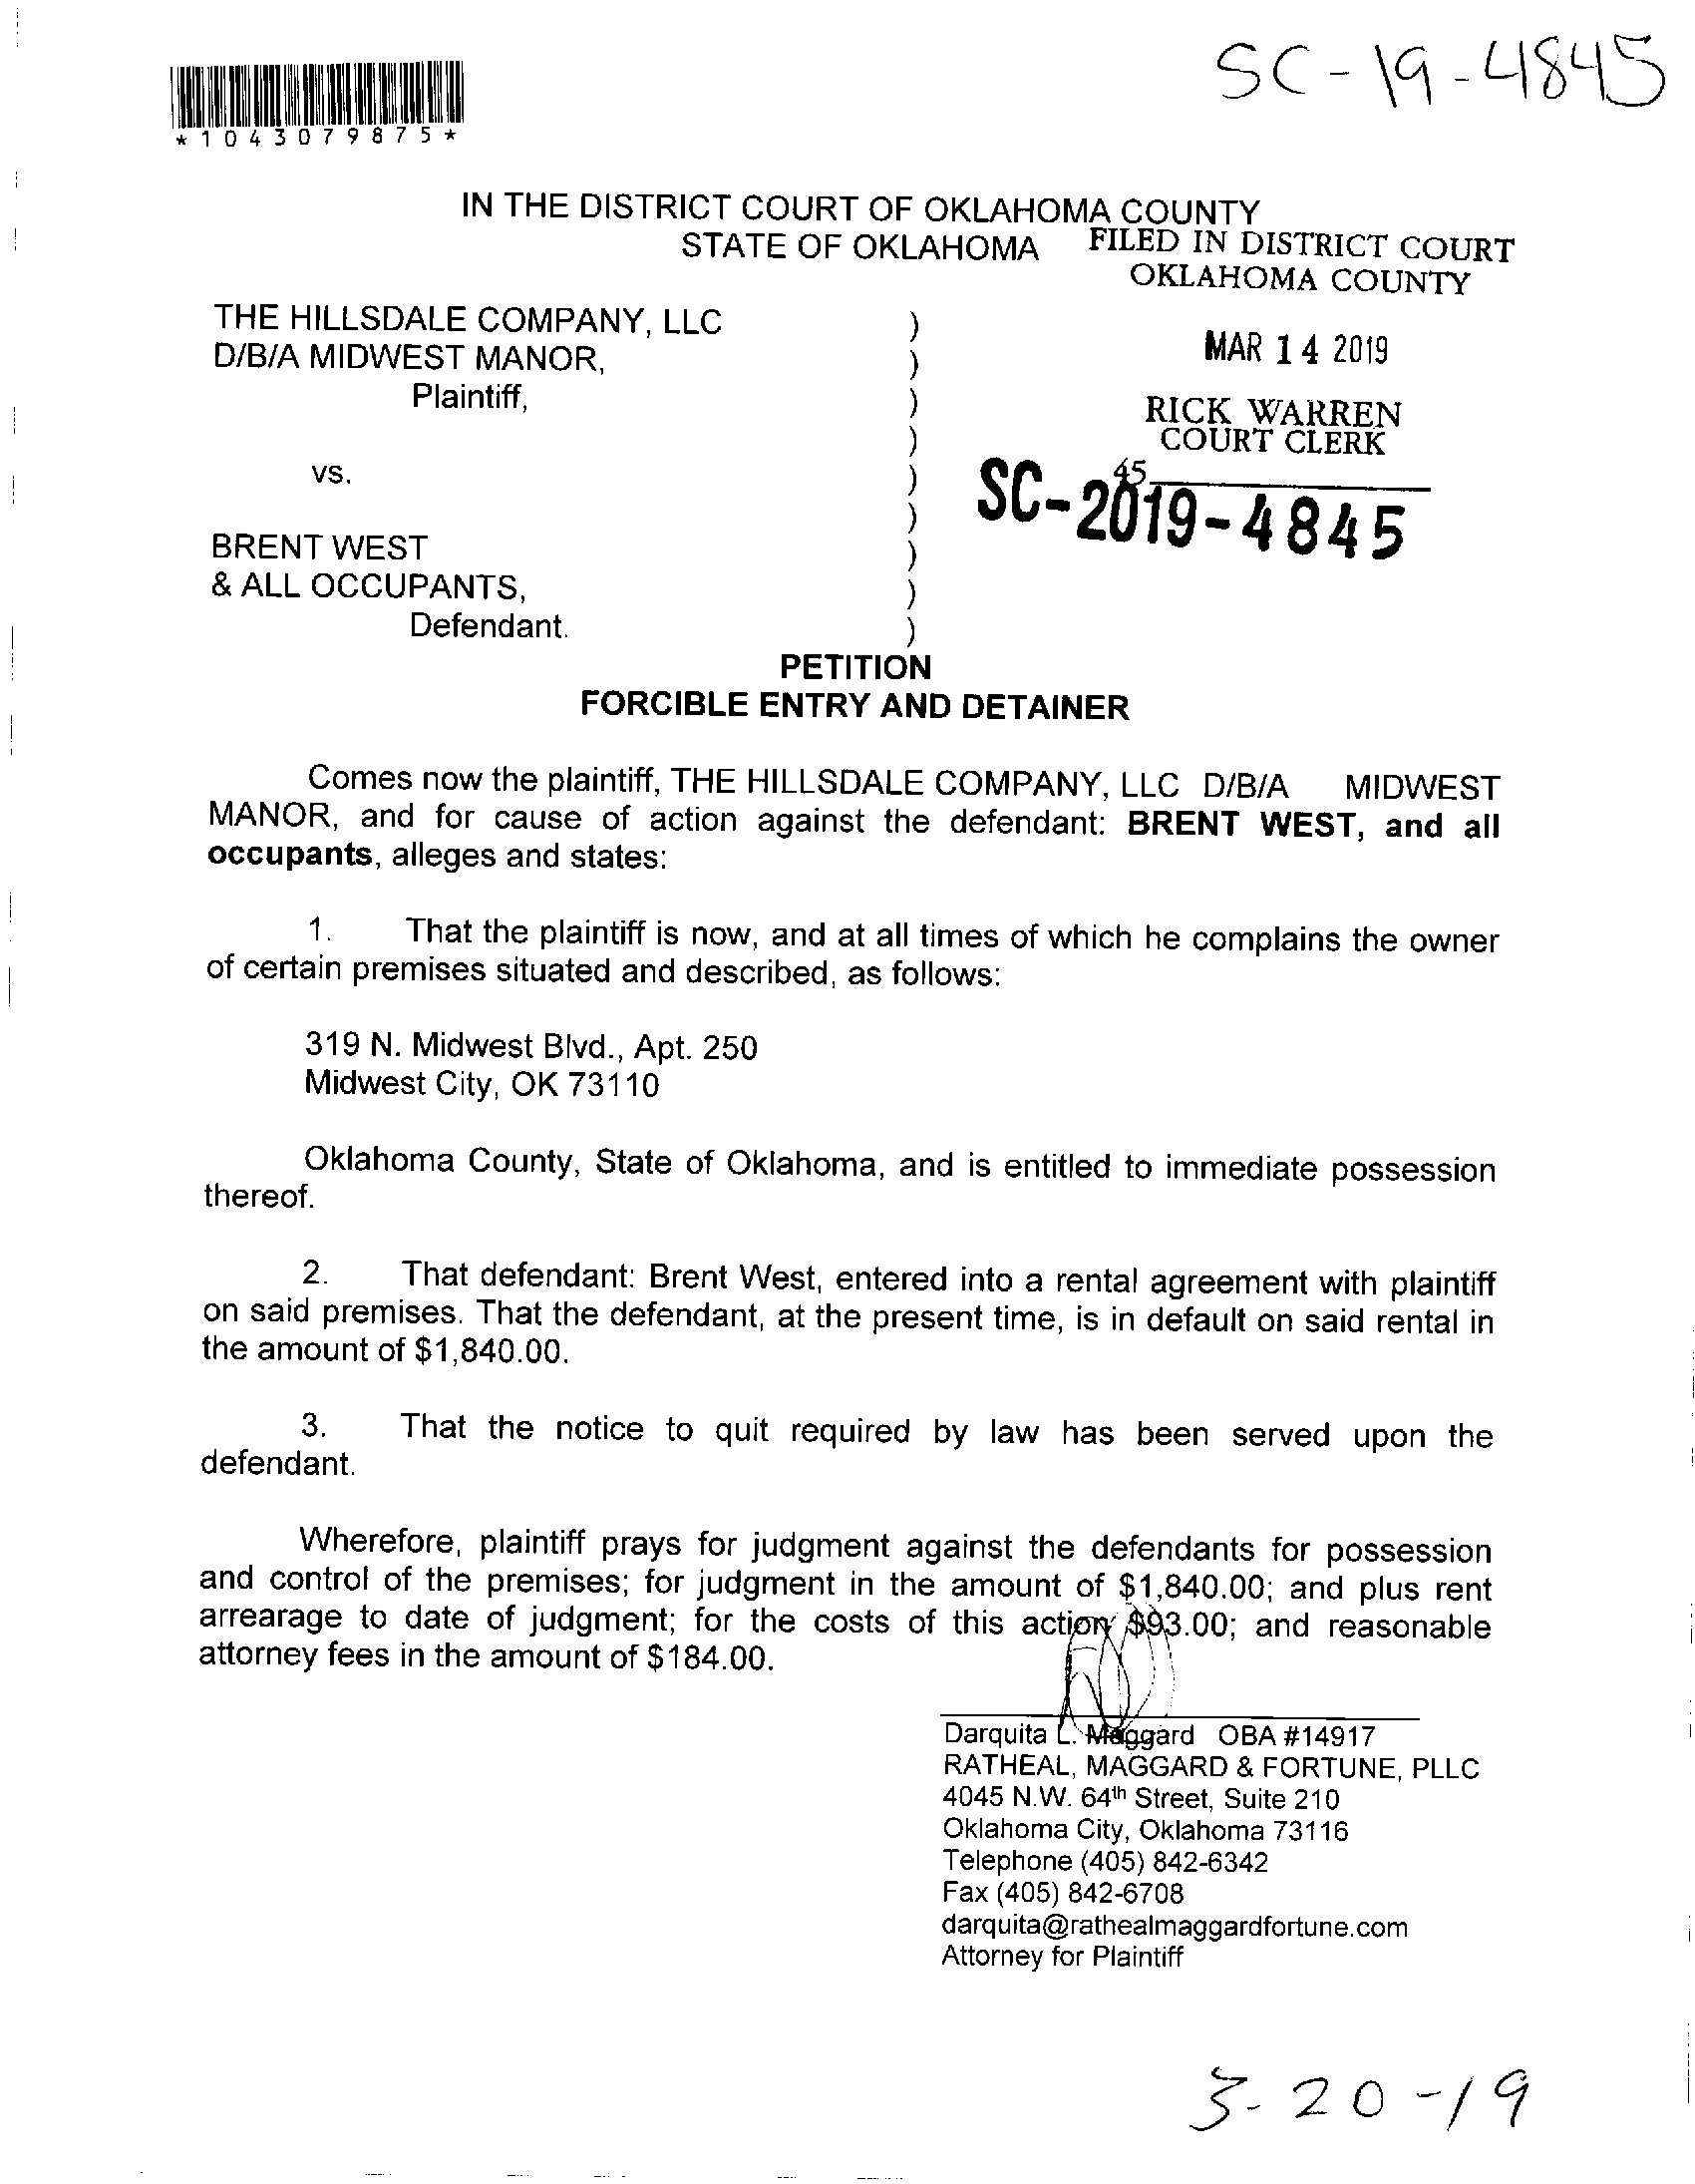 SC-19-4845
*1043079875*
IN THE DISTRICT COURT OF OKLAHOMA COUNTY
STATE OF OKLAHOMA
FILED IN DISTRICT COURT
OKLAHOMA COUNTY
MAR 14 2019
RICK WARREN
COURT CLERK
45
SC-2019-4845
THE HILLSDALE COMPANY, LLC )
D/B/A MIDWEST MANOR, )
Plaintiff, )
)
vs. )
)
BRENT WEST )
& ALL OCCUPANTS, )
Defendant. )
PETITION
FORCIBLE ENTRY AND DETAINER
Comes now the plaintiff, THE HILLSDALE COMPANY, LLC D/B/A MIDWEST
MANOR, and for cause of action against the defendant: BRENT WEST, and all
occupants, alleges and states:
1. That the plaintiff is now, and at all times of which he complains the owner
of certain premises situated and described, as follows:
319 N. Midwest Blvd., Apt. 250
Midwest City, OK 73110
Oklahoma County, State of Oklahoma, and is entitled to immediate possession
thereof.
2. That defendant: Brent West, entered into a rental agreement with plaintiff
on said premises. That the defendant, at the present time, is in default on said rental in
the amount of $1,840.00.
3. That the notice to quit required by law has been served upon the
defendant.
Wherefore, plaintiff prays for judgment against the defendants for possession
and control of the premises; for judgment in the amount of $1,840.00; and plus rent
arrearage to date of judgment; for the costs of this action $93.00; and reasonable
attorney fees in the amount of $184.00.
Darquita L. Maggard OBA #14917
RATHEAL, MAGGARD & FORTUNE, PLLC
4045 N.W. 64th Street, Suite 210
Oklahoma City, Oklahoma 73116
Telephone (405) 842-6342
Fax (405) 842-6708
darquita@rathealmaggardfortune.com
Attorney for Plaintiff
3-20-19